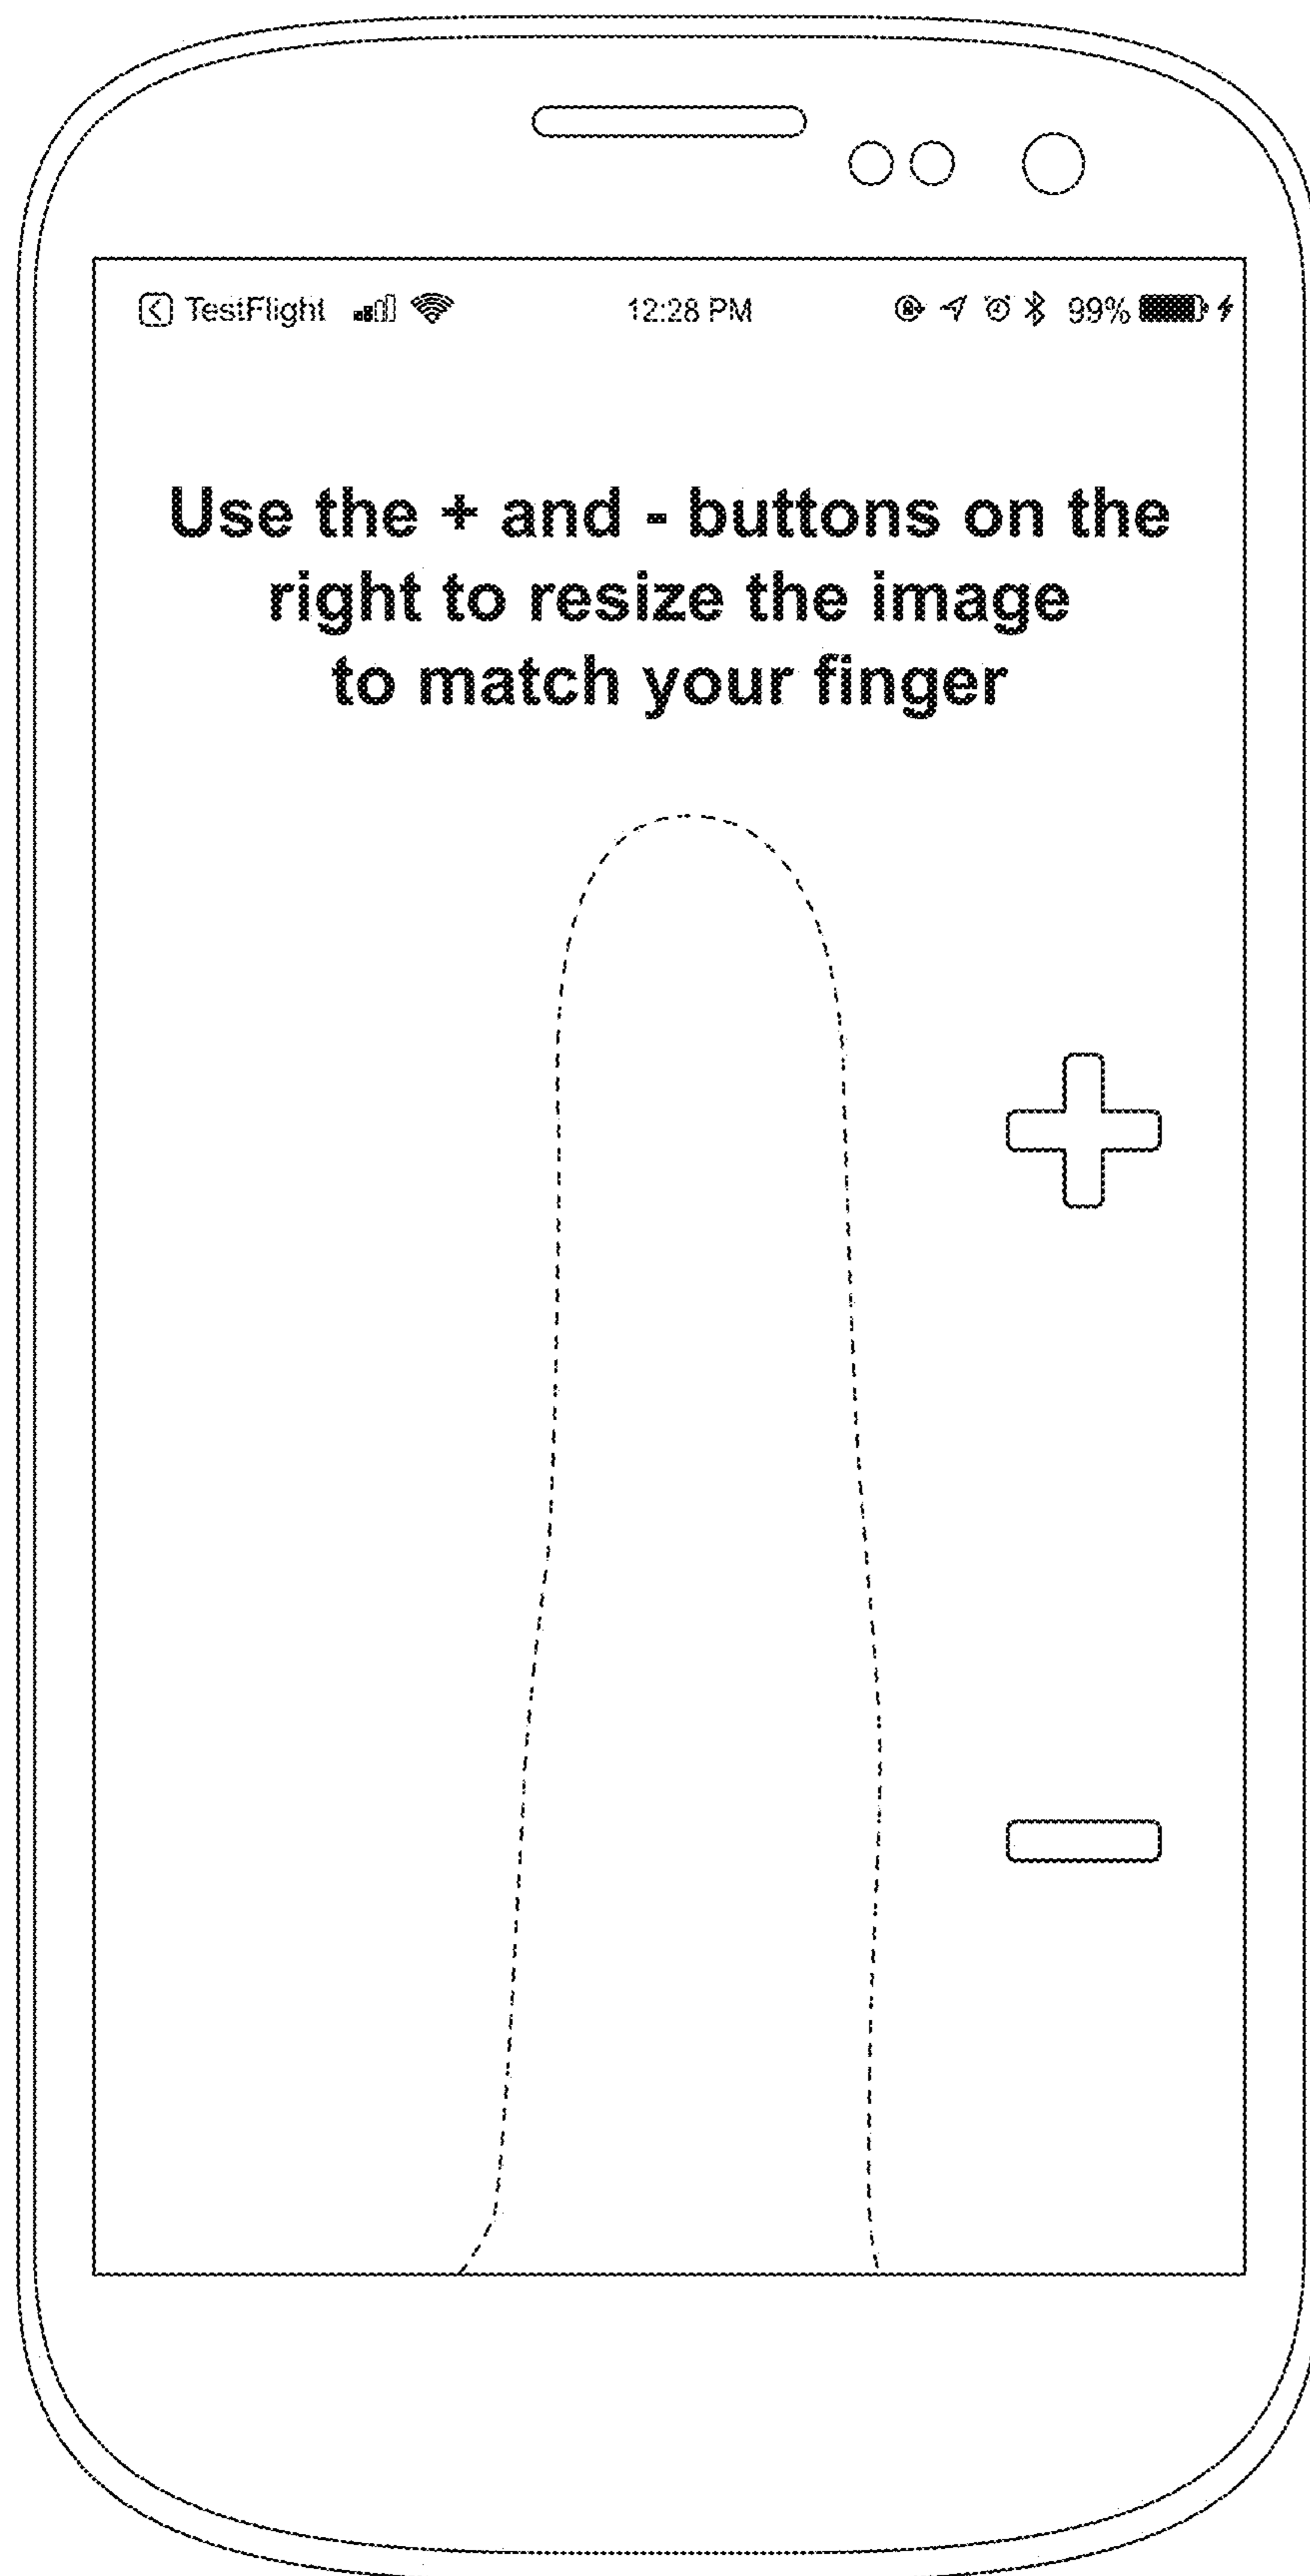 TestFlight 12:28 PM 99%
Use the + and - buttons on the
right to resize the image
to match your finger